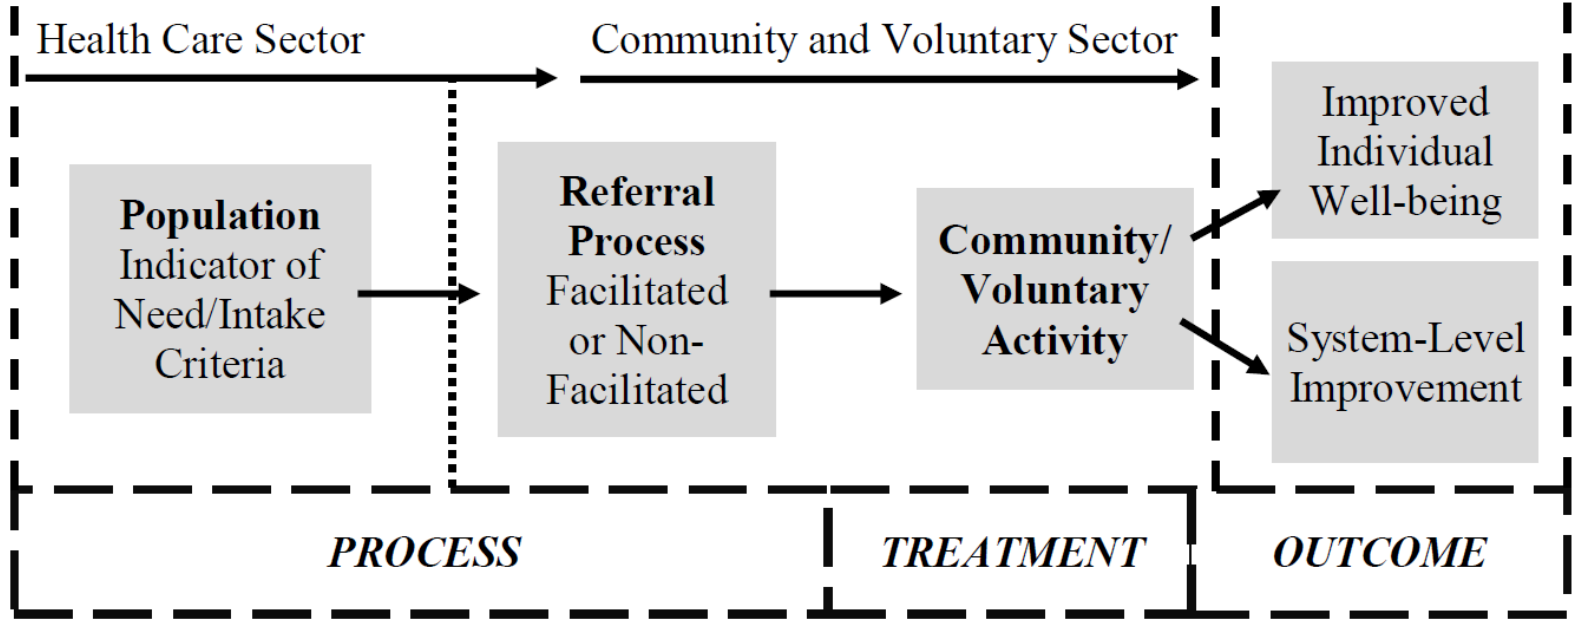 Health Care Sector
Community and Voluntary Sector
Population
Indicator of
Need/Intake
Criteria
Referral
Process
Facilitated
or Non-
Facilitated
Community/
Voluntary
Activity
Improved
Individual
Well-being
System-Level
Improvement
PROCESS
TREATMENT
OUTCOME